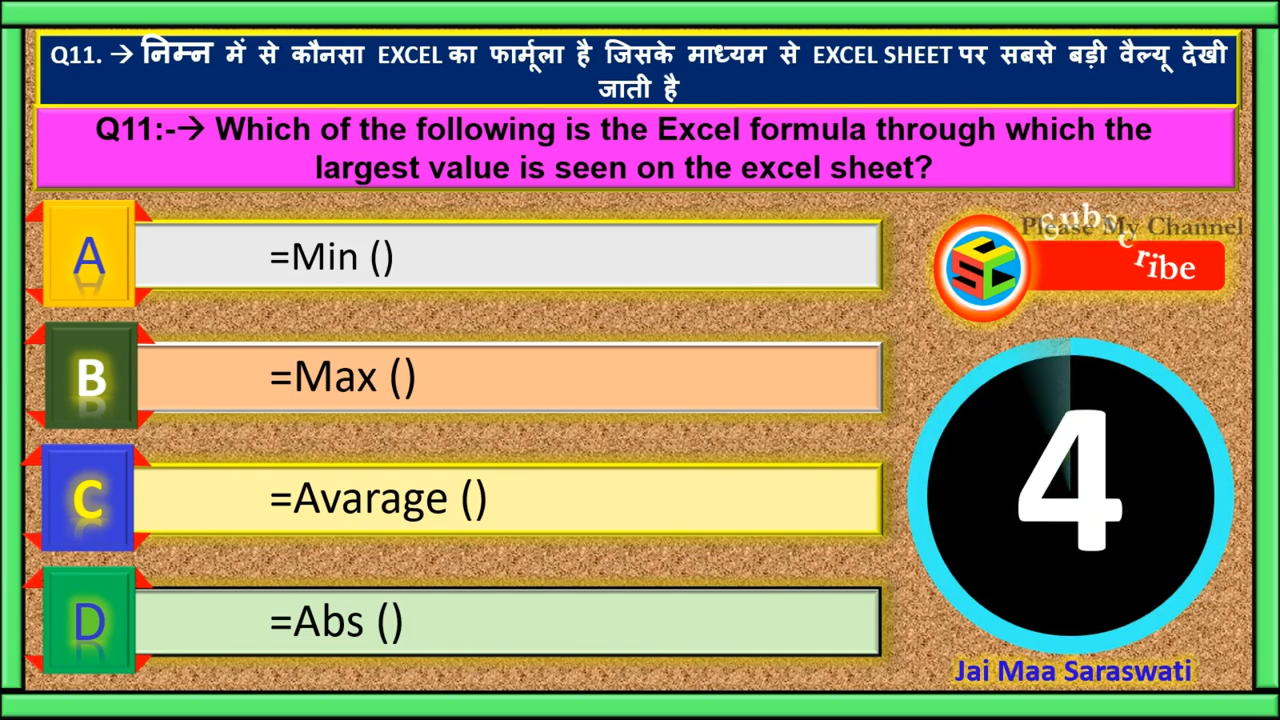 Q11. → निम्न में से कौनसा EXCEL का फार्मूला है जिसके माध्यम से EXCEL SHEET पर सबसे बड़ी वैल्यू देखी
जाती है
Q11:-→ Which of the following is the Excel formula through which the
largest value is seen on the excel sheet?
A
=Min ()
Please My Channel
Subscribe
B
=Max ()
C
=Avarage ()
4
D
=Abs ()
Jai Maa Saraswati